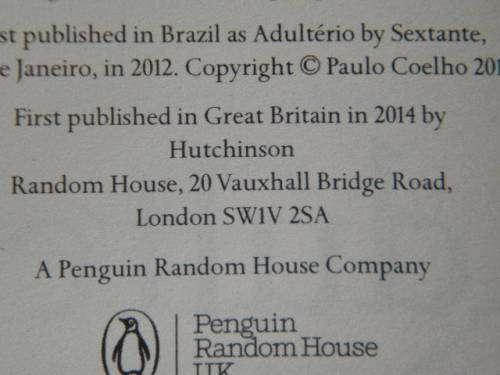 published in Brazil as Adultério by Sextante,
Janeiro, in 2012. Copyright © Paulo Coelho
First published in Great Britain in 2014 by
Hutchinson
Random House, 20 Vauxhall Bridge Road,
London SW1V 2SA
A Penguin Random House Company
Penguin
Random House
UK